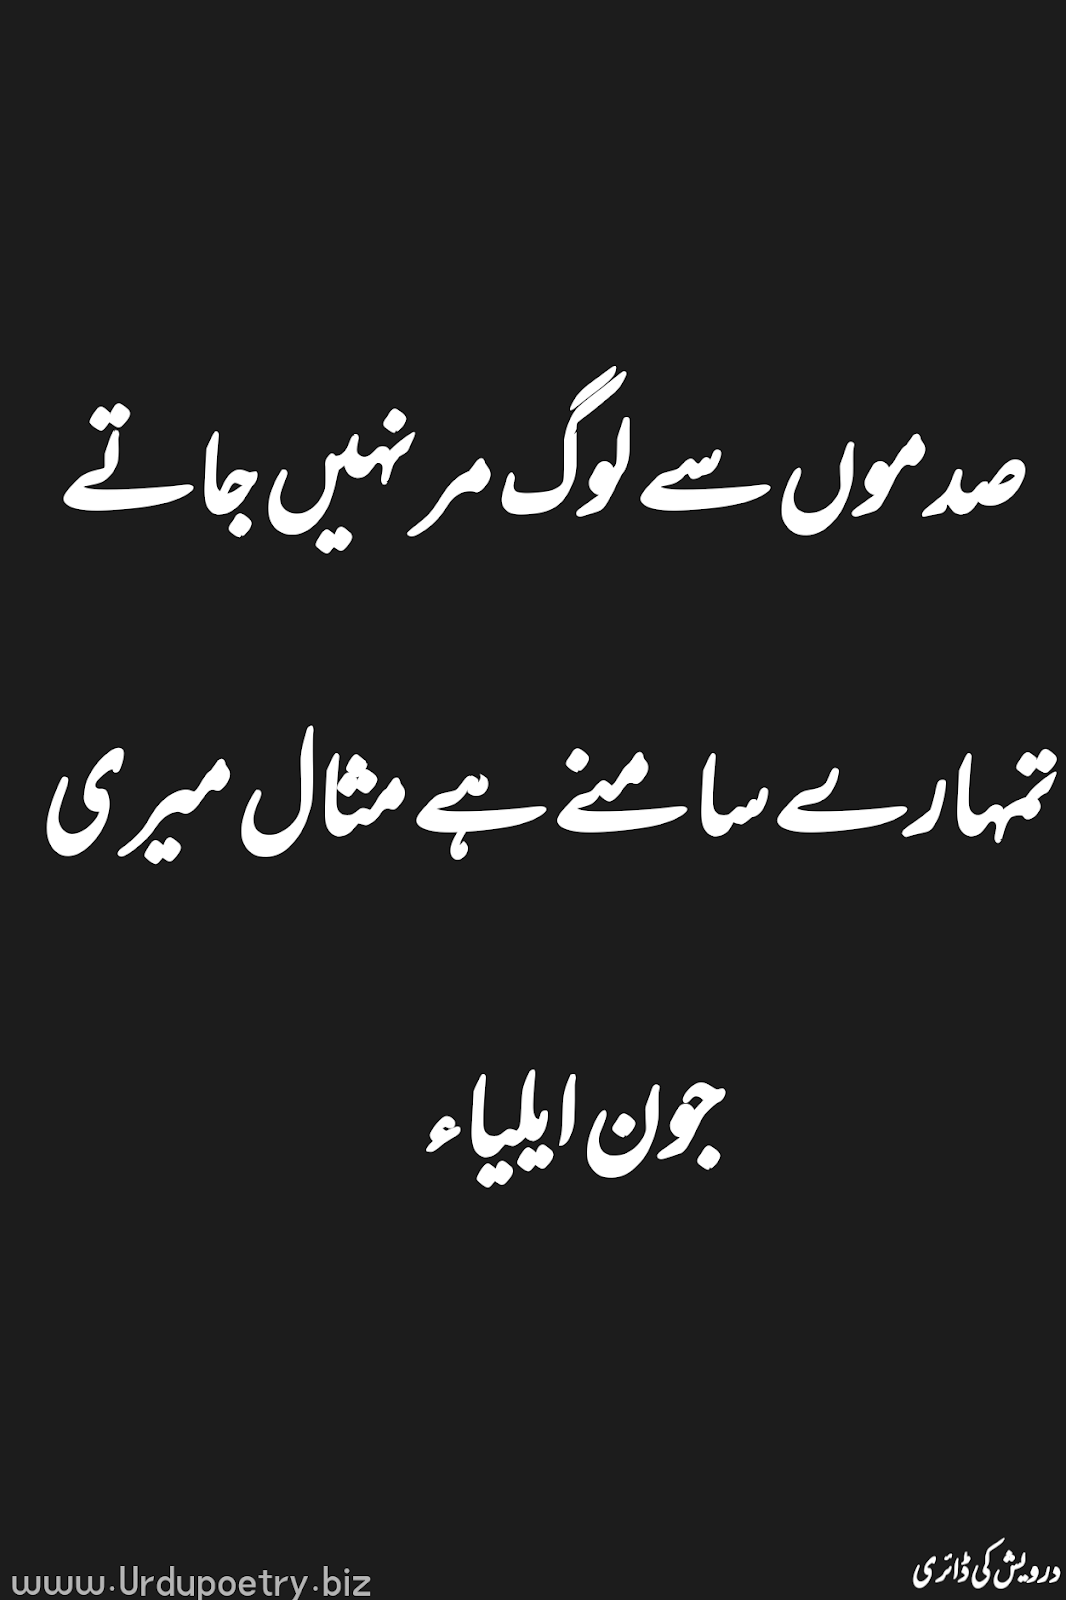 صدموں سے لوگ مر نہیں جاتے
تمہارے سامنے ہے مثال میری
جون ایلیاء
درویش کی ڈائری
www.Urdupoetry.biz